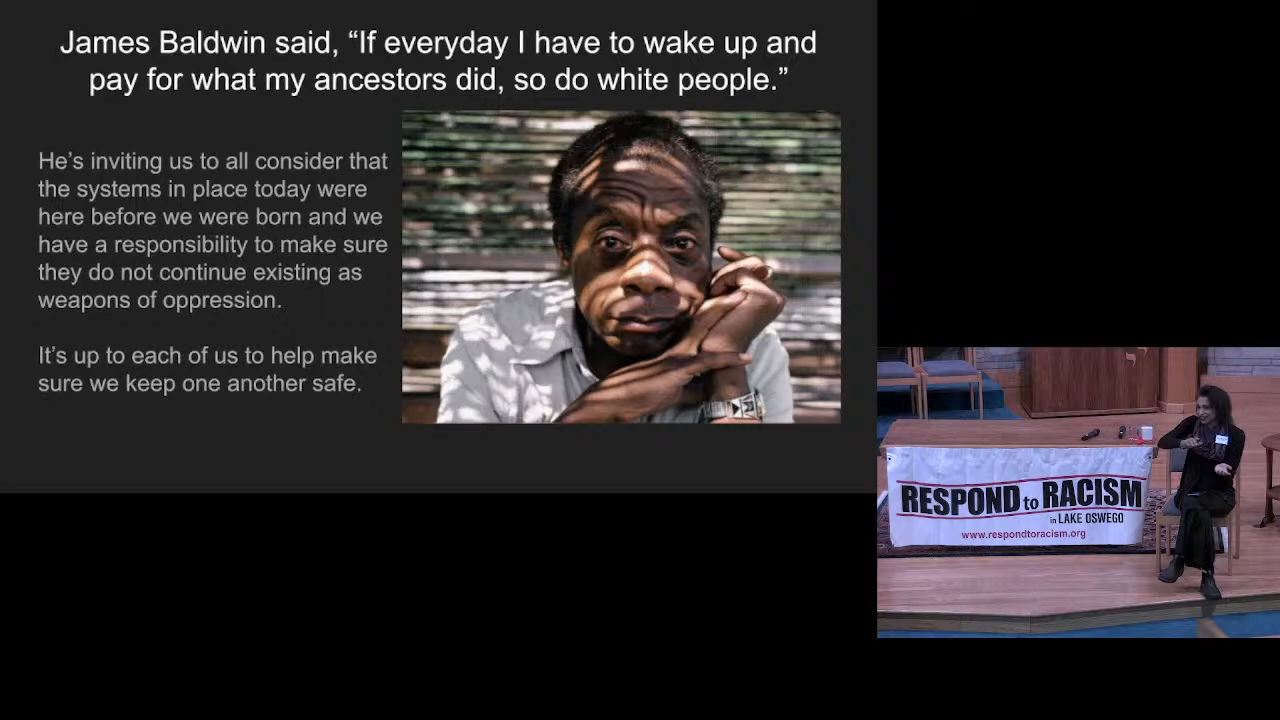 James Baldwin said, “If everyday I have to wake up and
pay for what my ancestors did, so do white people.”
He’s inviting us to all consider that
the systems in place today were
here before we were born and we
have a responsibility to make sure
they do not continue existing as
weapons of oppression.
It’s up to each of us to help make
sure we keep one another safe.
RESPOND to RACISM
in LAKE OSWEGO
www.respondtoracism.org